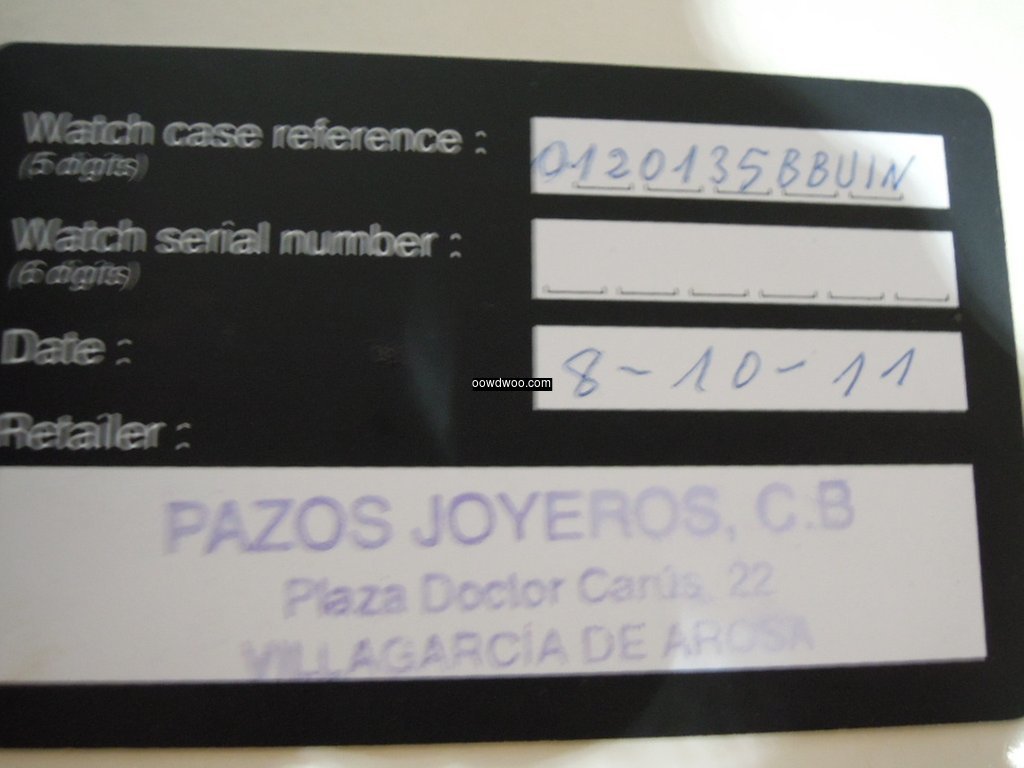 Watch case reference : 0120135BBUIN
(5 digits)
Watch serial number :
(6 digits)
Date : 8-10-11
oowdwoo.com
Retailer :
PAZOS JOYEROS, C.B
Plaza Doctor Carús, 22
VILLAGARCÍA DE AROSA